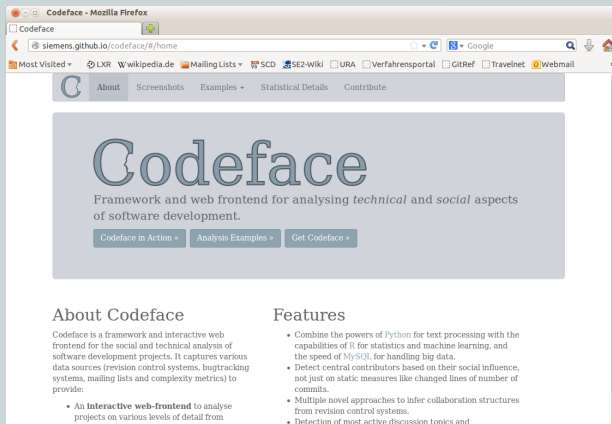 Codeface - Mozilla Firefox
Codeface
siemens.github.io/codeface/#/home
Google
Most Visited LXR Wikipedia.de Mailing Lists SCD SE2-Wiki URA Verfahrensportal GitRef Travelnet Webmail
C About Screenshots Examples Statistical Details Contribute
Codeface
Framework and web frontend for analysing technical and social aspects
of software development.
Codeface in Action » Analysis Examples » Get Codeface »
About Codeface
Codeface is a framework and interactive web
frontend for the social and technical analysis of
software development projects. It captures various
data sources (revision control systems, bugtracking
systems, mailing lists and complexity metrics) to
provide:
• An interactive web-frontend to analyse
projects on various levels of detail from
Features
• Combine the powers of Python for text processing with the
capabilities of R for statistics and machine learning, and
the speed of MySQL for handling big data.
• Detect central contributors based on their social influence,
not just on static measures like changed lines of number of
commits.
• Multiple novel approaches to infer collaboration structures
from revision control systems.
• Detection of most active discussion topics and